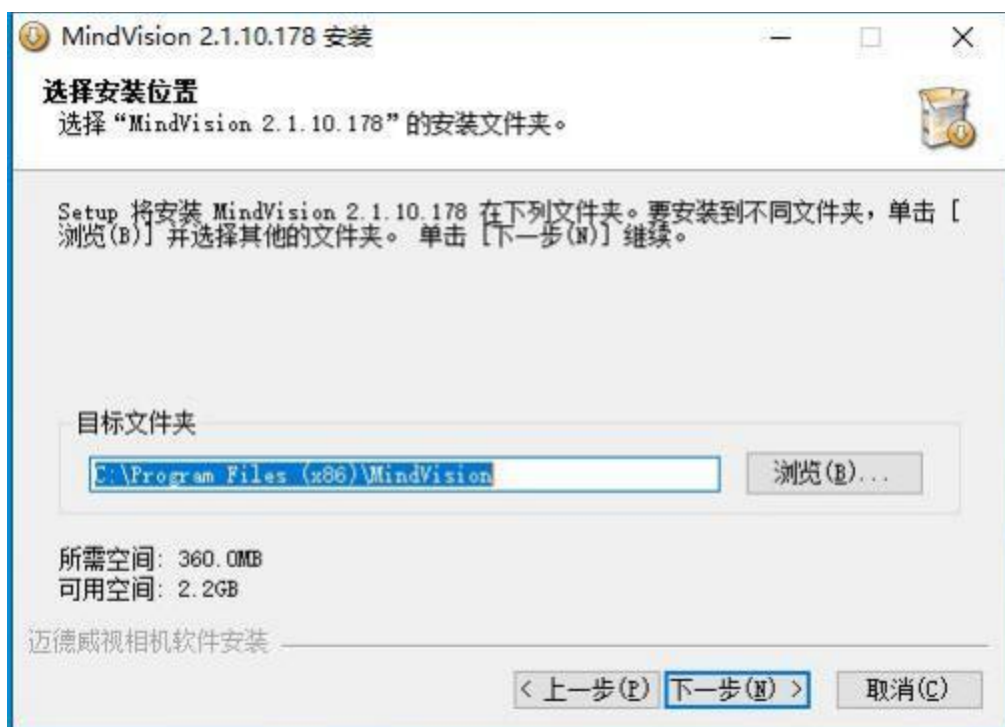 MindVision 2.1.10.178 安装
选择安装位置
选择“MindVision 2.1.10.178”的安装文件夹。
Setup 将安装 MindVision 2.1.10.178 在下列文件夹。要安装到不同文件夹，单击 [
浏览(B)] 并选择其他的文件夹。 单击 [下一步(N)] 继续。
目标文件夹
C:\Program Files (x86)\MindVision
浏览(B)...
所需空间: 360.0MB
可用空间: 2.2GB
迈德威视相机软件安装
< 上一步(P)
下一步(N) >
取消(C)